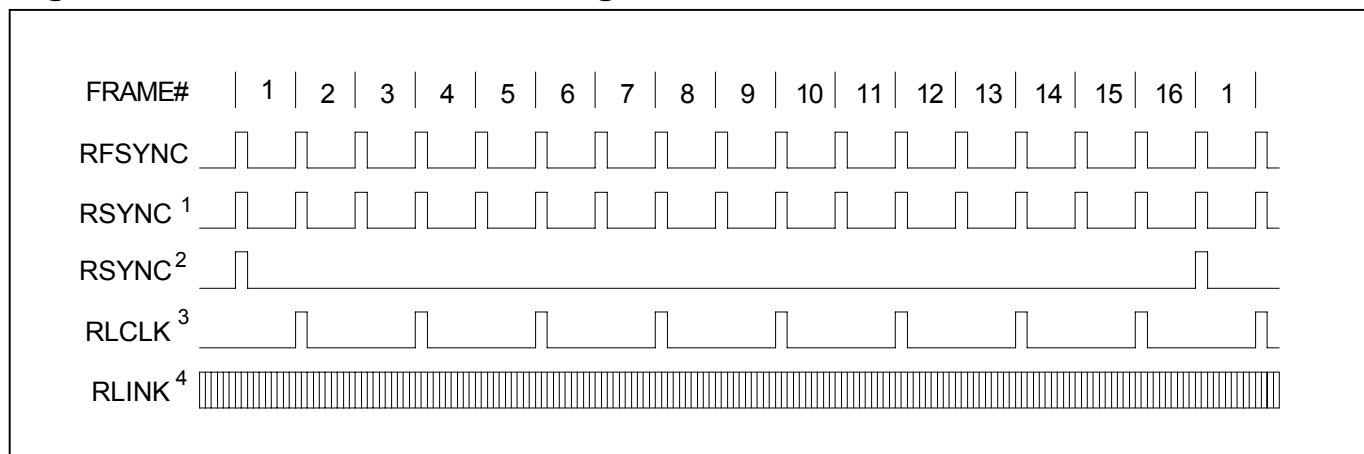 FRAME# 1 2 3 4 5 6 7 8 9 10 11 12 13 14 15 16 1
RFSYNC
RSYNC 1
RSYNC 2
RLCLK 3
RLINK 4